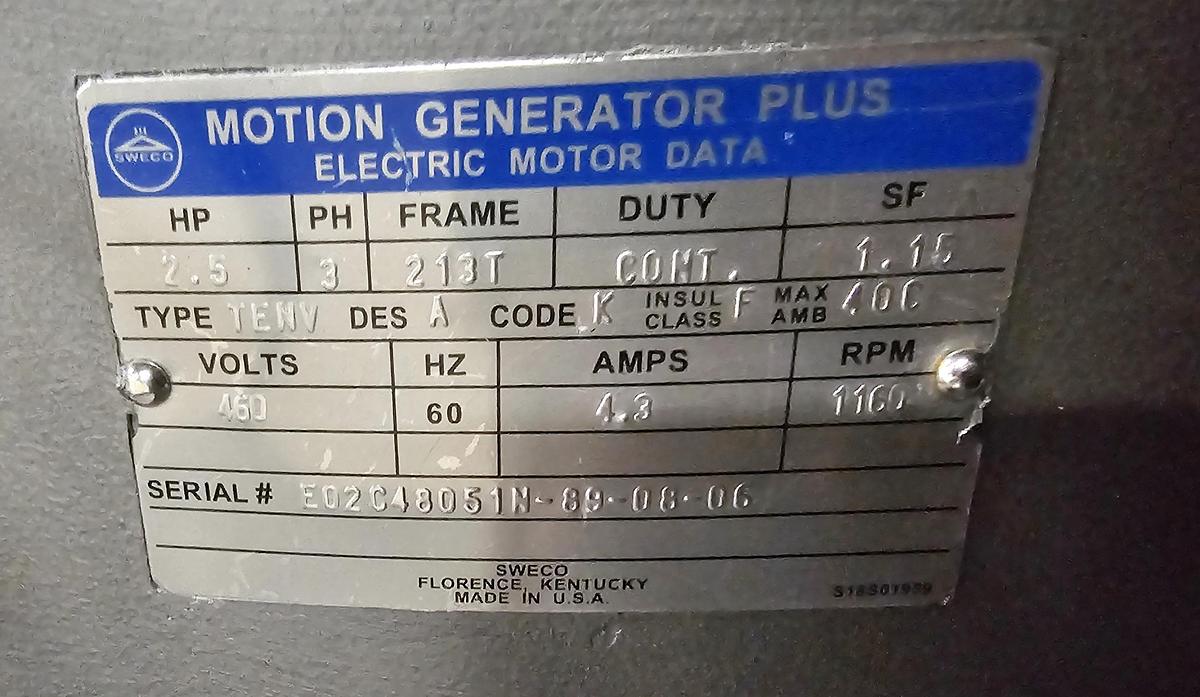 SWECO
MOTION GENERATOR PLUS
ELECTRIC MOTOR DATA
HP PH FRAME DUTY SF
2.5 3 213T CONT. 1.15
TYPE TENV DES A CODE K INSUL CLASS F MAX AMB 40C
VOLTS HZ AMPS RPM
460 60 4.3 1160
SERIAL # E02C48051N-89-08-06
SWECO
FLORENCE, KENTUCKY
MADE IN U.S.A.